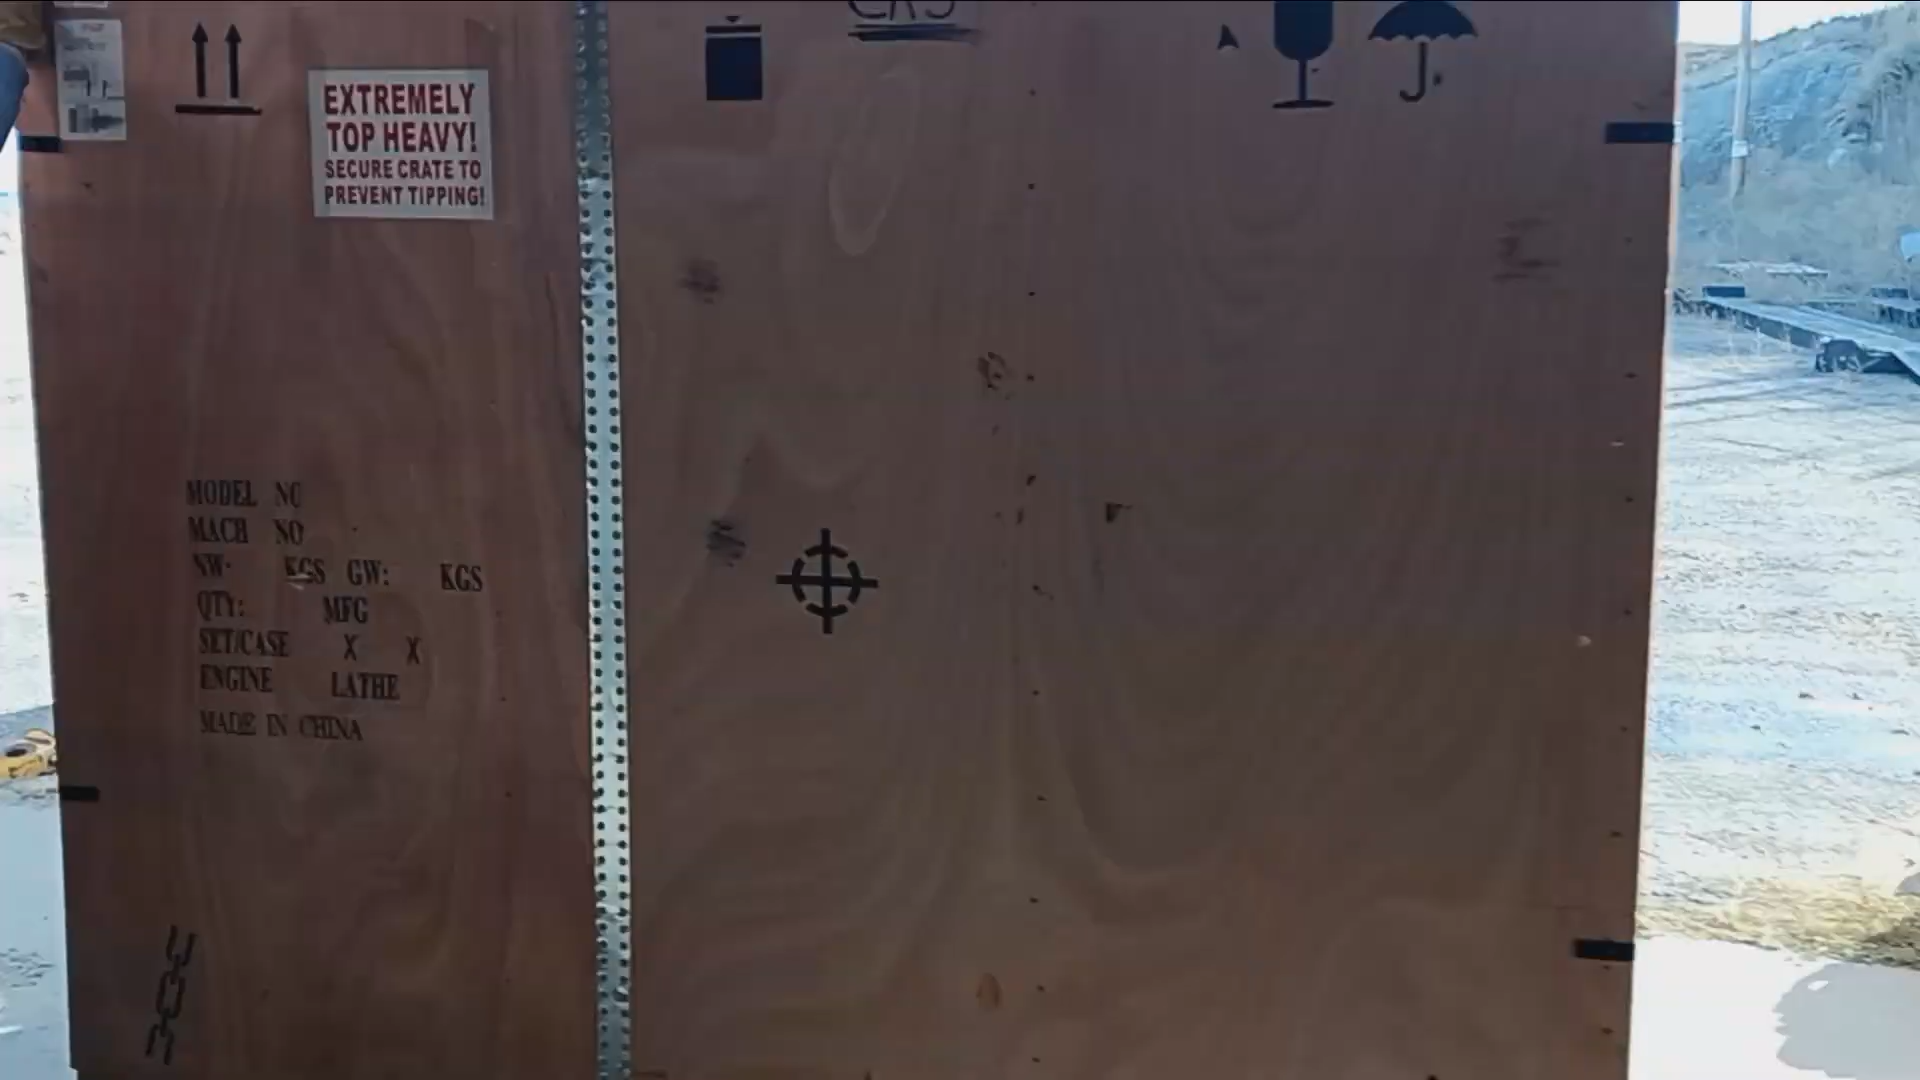 EXTREMELY
TOP HEAVY!
SECURE CRATE TO
PREVENT TIPPING!
MODEL NO
MACH NO
NW: KGS GW: KGS
QTY: MFG
SET/CASE X X
ENGINE LATHE
MADE IN CHINA